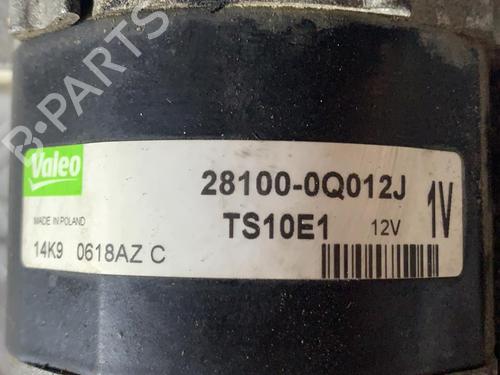 B-PARTS
Valeo
28100-0Q012J
1V
MADE IN POLAND
TS10E1 12V
14K9 0618AZ C